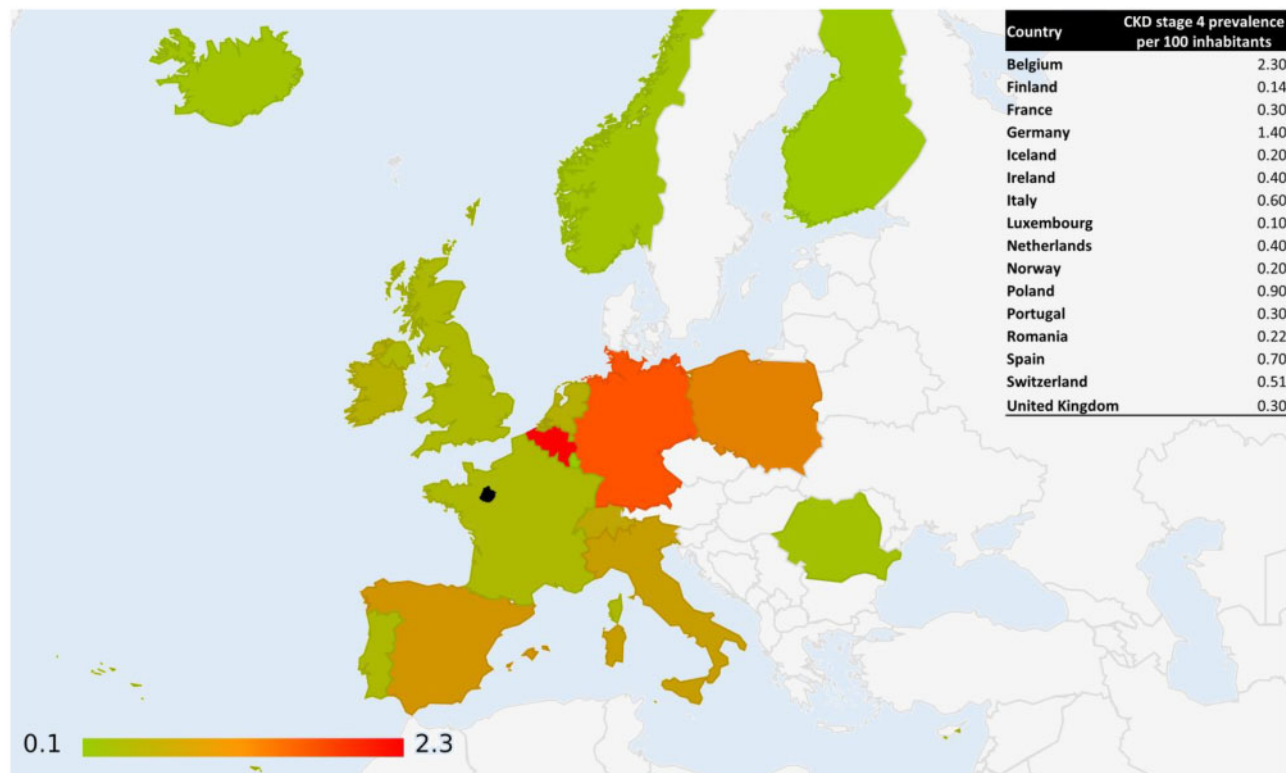 Country CKD stage 4 prevalence
per 100 inhabitants
Belgium 2.30
Finland 0.14
France 0.30
Germany 1.40
Iceland 0.20
Ireland 0.40
Italy 0.60
Luxembourg 0.10
Netherlands 0.40
Norway 0.20
Poland 0.90
Portugal 0.30
Romania 0.22
Spain 0.70
Switzerland 0.51
United Kingdom 0.30
0.1 2.3